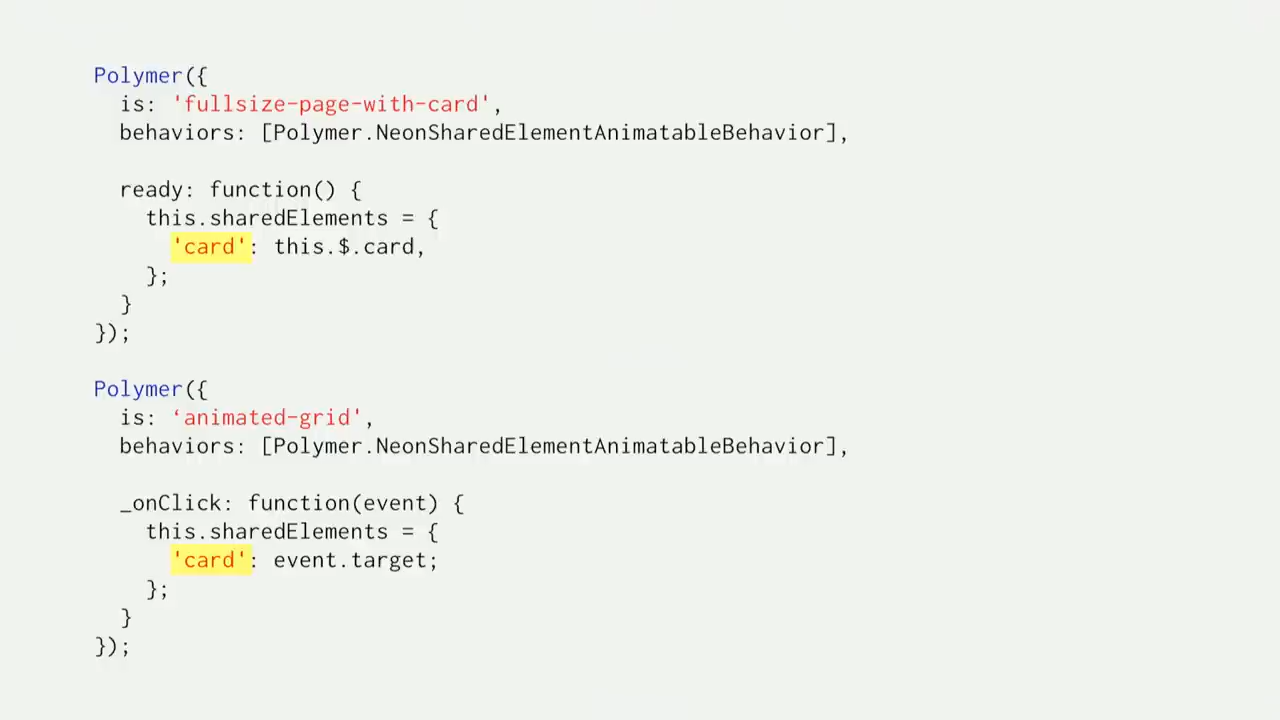 Polymer({
is: 'fullsize-page-with-card',
behaviors: [Polymer.NeonSharedElementAnimatableBehavior],
ready: function() {
this.sharedElements = {
'card': this.$.card,
};
}
});
Polymer({
is: ‘animated-grid',
behaviors: [Polymer.NeonSharedElementAnimatableBehavior],
_onClick: function(event) {
this.sharedElements = {
'card': event.target;
};
}
});